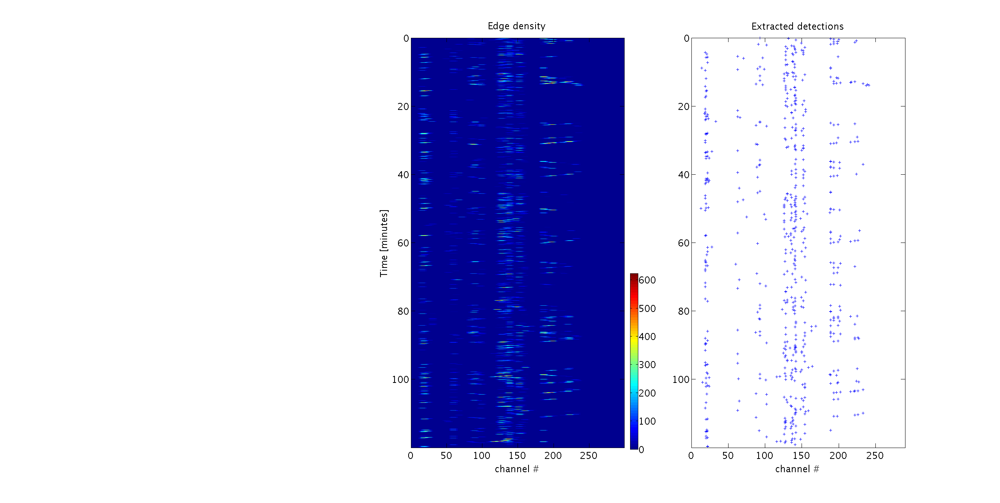 Edge density
0
20
40
60
80
100
Time [minutes]
0 50 100 150 200 250
channel #
600
500
400
300
200
100
0
Extracted detections
0
20
40
60
80
100
0 50 100 150 200 250
channel #